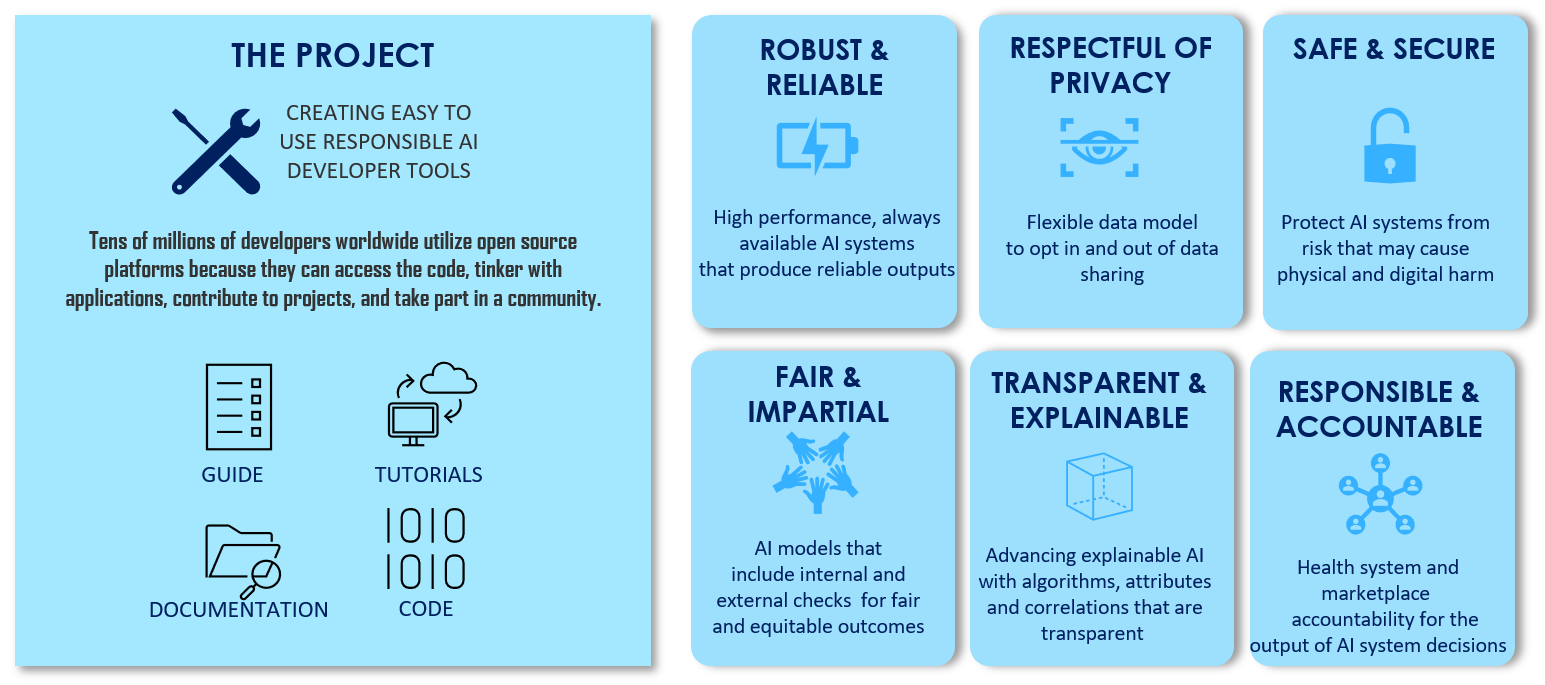 THE PROJECT
CREATING EASY TO
USE RESPONSIBLE AI
DEVELOPER TOOLS
Tens of millions of developers worldwide utilize open source
platforms because they can access the code, tinker with
applications, contribute to projects, and take part in a community.
GUIDE
TUTORIALS
DOCUMENTATION
1010
1010
CODE
ROBUST &
RELIABLE
High performance, always
available AI systems
that produce reliable outputs
RESPECTFUL OF
PRIVACY
Flexible data model
to opt in and out of data
sharing
SAFE & SECURE
Protect AI systems from
risk that may cause
physical and digital harm
FAIR &
IMPARTIAL
AI models that
include internal and
external checks  for fair
and equitable outcomes
TRANSPARENT &
EXPLAINABLE
Advancing explainable AI
with algorithms, attributes
and correlations that are
transparent
RESPONSIBLE &
ACCOUNTABLE
Health system and
marketplace
accountability for the
output of AI system decisions